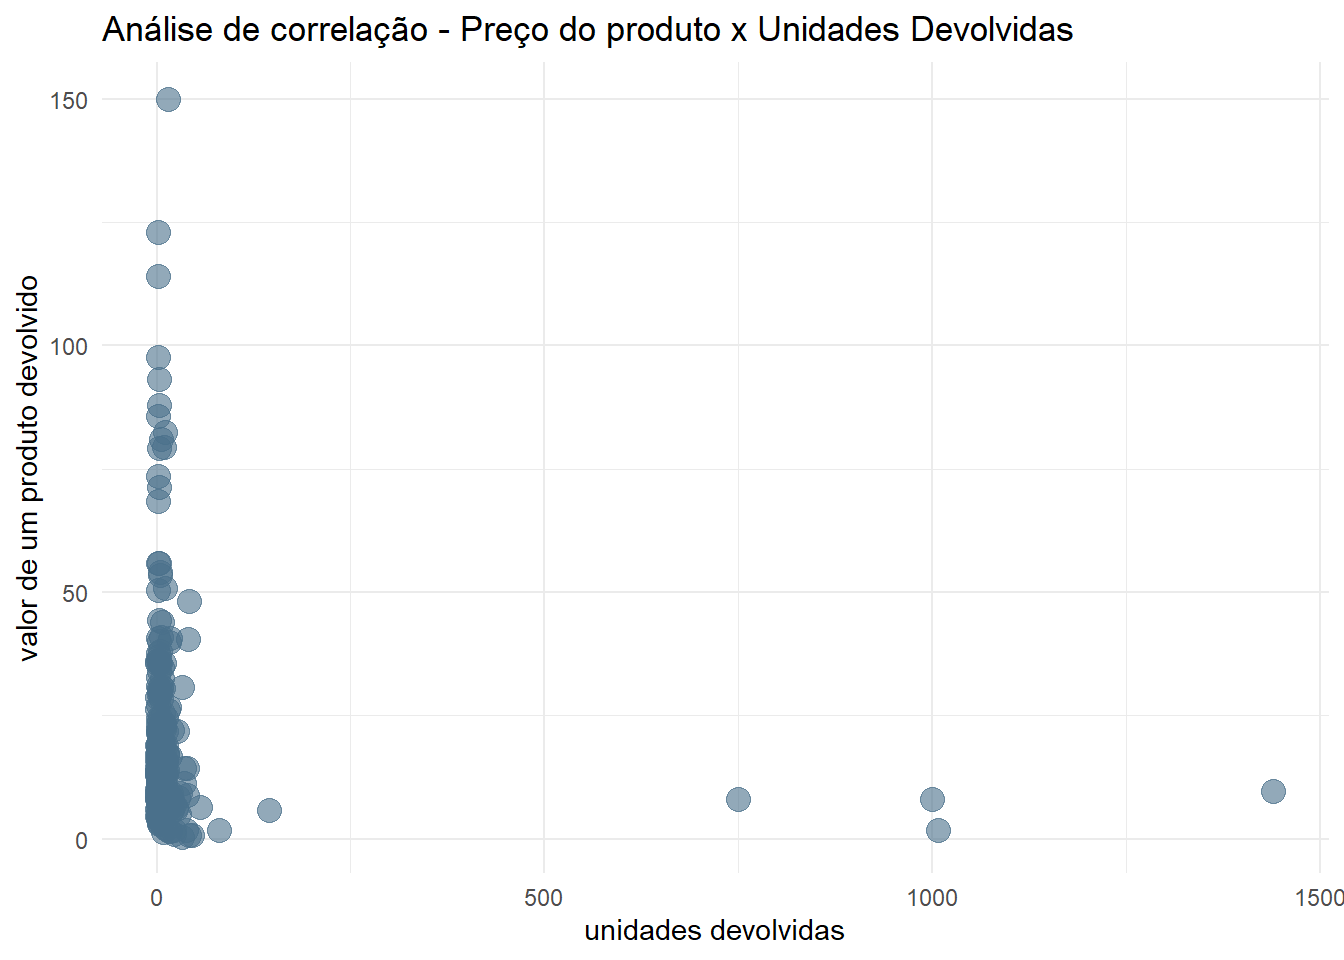 Análise de correlação - Preço do produto x Unidades Devolvidas
valor de um produto devolvido
150
100
50
0
0 500 1000 1500
unidades devolvidas